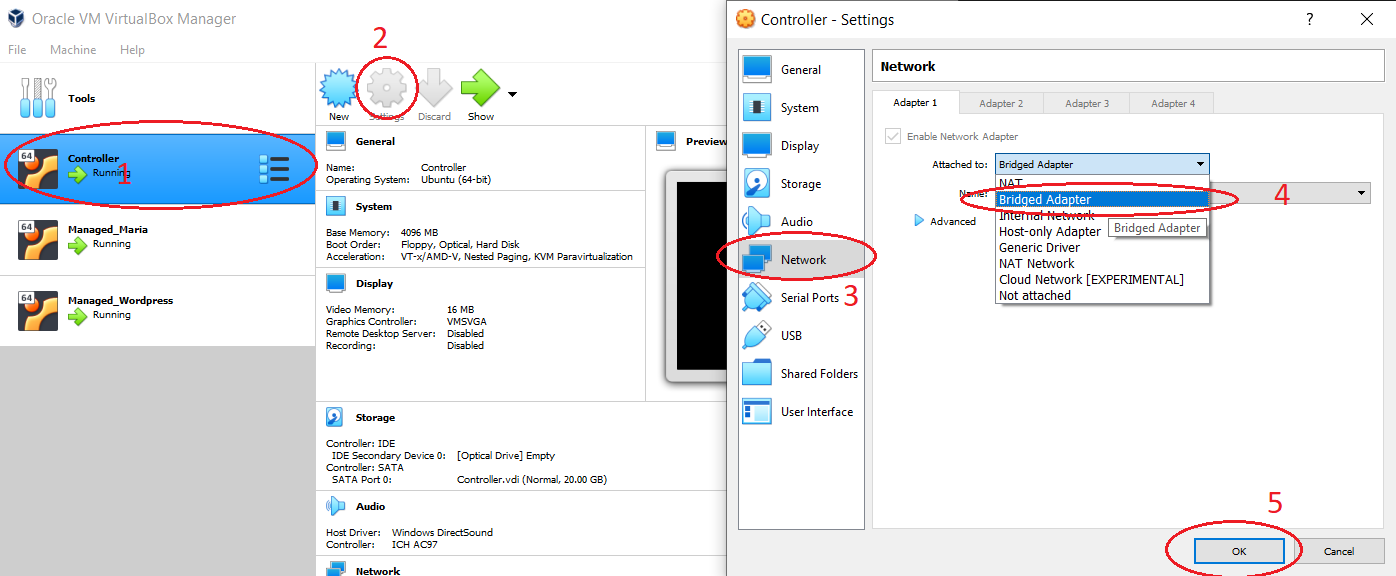 Oracle VM VirtualBox Manager
File Machine Help
Tools
64
Controller
Running
1
64
Managed_Maria
Running
64
Managed_Wordpress
Running
2
New
Settings
Discard
Show
General
Name: Controller
Operating System: Ubuntu (64-bit)
System
Base Memory: 4096 MB
Boot Order: Floppy, Optical, Hard Disk
Acceleration: VT-x/AMD-V, Nested Paging, KVM Paravirtualization
Display
Video Memory: 16 MB
Graphics Controller: VMSVGA
Remote Desktop Server: Disabled
Recording: Disabled
Storage
Controller: IDE
IDE Secondary Device 0: [Optical Drive] Empty
Controller: SATA
SATA Port 0: Controller.vdi (Normal, 20.00 GB)
Audio
Host Driver: Windows DirectSound
Controller: ICH AC97
Network
Preview
Controller - Settings
?
General
System
Display
Storage
Audio
Network
3
Serial Ports
USB
Shared Folders
User Interface
Network
Adapter 1 Adapter 2 Adapter 3 Adapter 4
Enable Network Adapter
Attached to: Bridged Adapter
NAT
Name:
Bridged Adapter
4
Internal Network
Advanced
Host-only Adapter
Bridged Adapter
Generic Driver
NAT Network
Cloud Network [EXPERIMENTAL]
Not attached
5
OK
Cancel